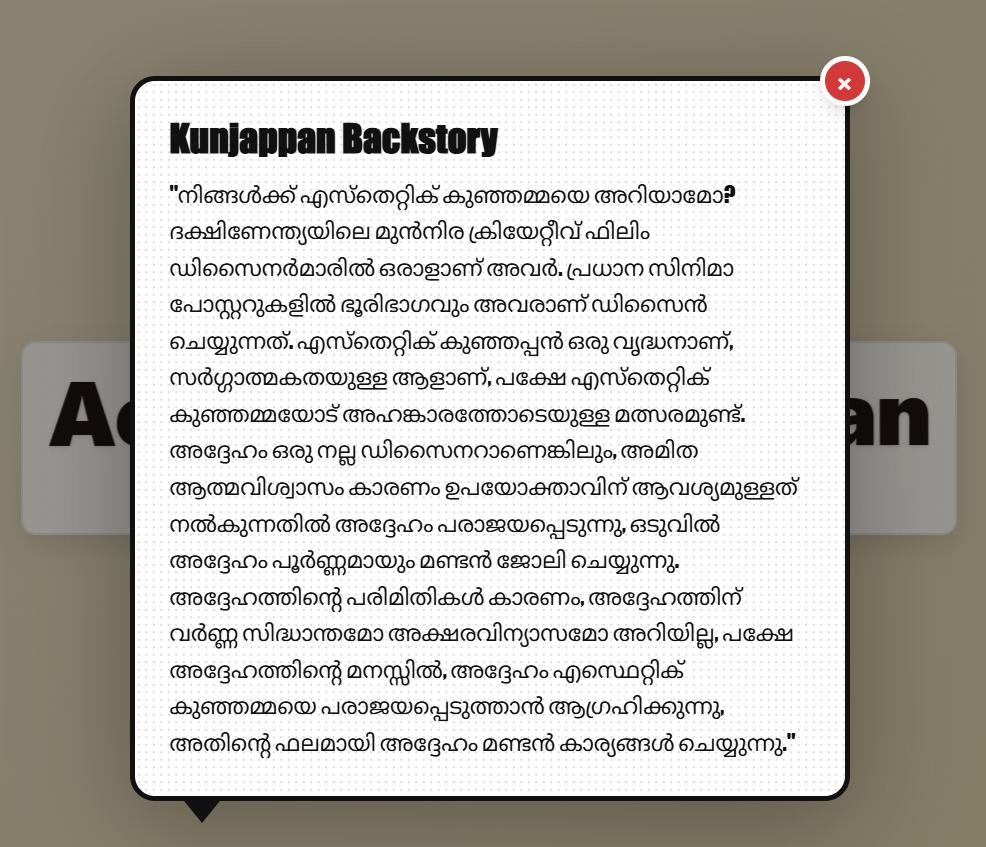 ×
Kunjappan Backstory
"നിങ്ങൾക്ക് എസ്തെറ്റിക് കുഞ്ഞമ്മയെ അറിയാമോ?
ദക്ഷിണേന്ത്യയിലെ മുൻനിര ക്രിയേറ്റീവ് ഫിലിം
ഡിസൈനർമാരിൽ ഒരാളാണ് അവർ. പ്രധാന സിനിമാ
പോസ്റ്ററുകളിൽ ഭൂരിഭാഗവും അവരാണ് ഡിസൈൻ
ചെയ്യുന്നത്. എസ്തെറ്റിക് കുഞ്ഞപ്പൻ ഒരു വൃദ്ധനാണ്,
സർഗ്ഗാത്മകതയുള്ള ആളാണ്, പക്ഷേ എസ്തെറ്റിക്
കുഞ്ഞമ്മയോട് അഹങ്കാരത്തോടെയുള്ള മത്സരമുണ്ട്.
അദ്ദേഹം ഒരു നല്ല ഡിസൈനറാണെങ്കിലും, അമിത
ആത്മവിശ്വാസം കാരണം ഉപയോക്താവിന് ആവശ്യമുള്ളത്
നൽകുന്നതിൽ അദ്ദേഹം പരാജയപ്പെടുന്നു, ഒടുവിൽ
അദ്ദേഹം പൂർണ്ണമായും മണ്ടൻ ജോലി ചെയ്യുന്നു.
അദ്ദേഹത്തിന്റെ പരിമിതികൾ കാരണം, അദ്ദേഹത്തിന്
വർണ്ണ സിദ്ധാന്തമോ അക്ഷരവിന്യാസമോ അറിയില്ല, പക്ഷേ
അദ്ദേഹത്തിന്റെ മനസ്സിൽ, അദ്ദേഹം എസ്ഥെറ്റിക്
കുഞ്ഞമ്മയെ പരാജയപ്പെടുത്താൻ ആഗ്രഹിക്കുന്നു,
അതിന്റെ ഫലമായി അദ്ദേഹം മണ്ടൻ കാര്യങ്ങൾ ചെയ്യുന്നു."